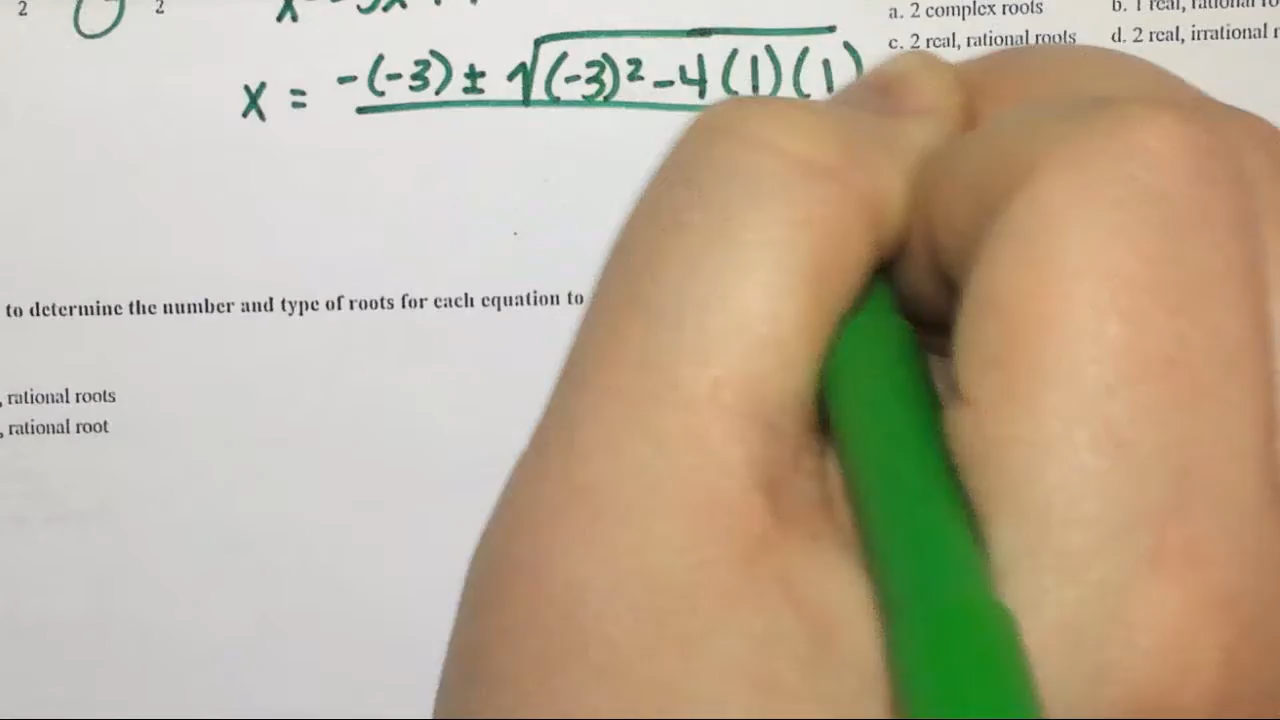 2 2
a. 2 complex roots
c. 2 real, rational roots d. 2 real, irrational
x = -(-3) ± √(-3)² - 4(1)(1)
to determine the number and type of roots for each equation to
, rational roots
, rational root